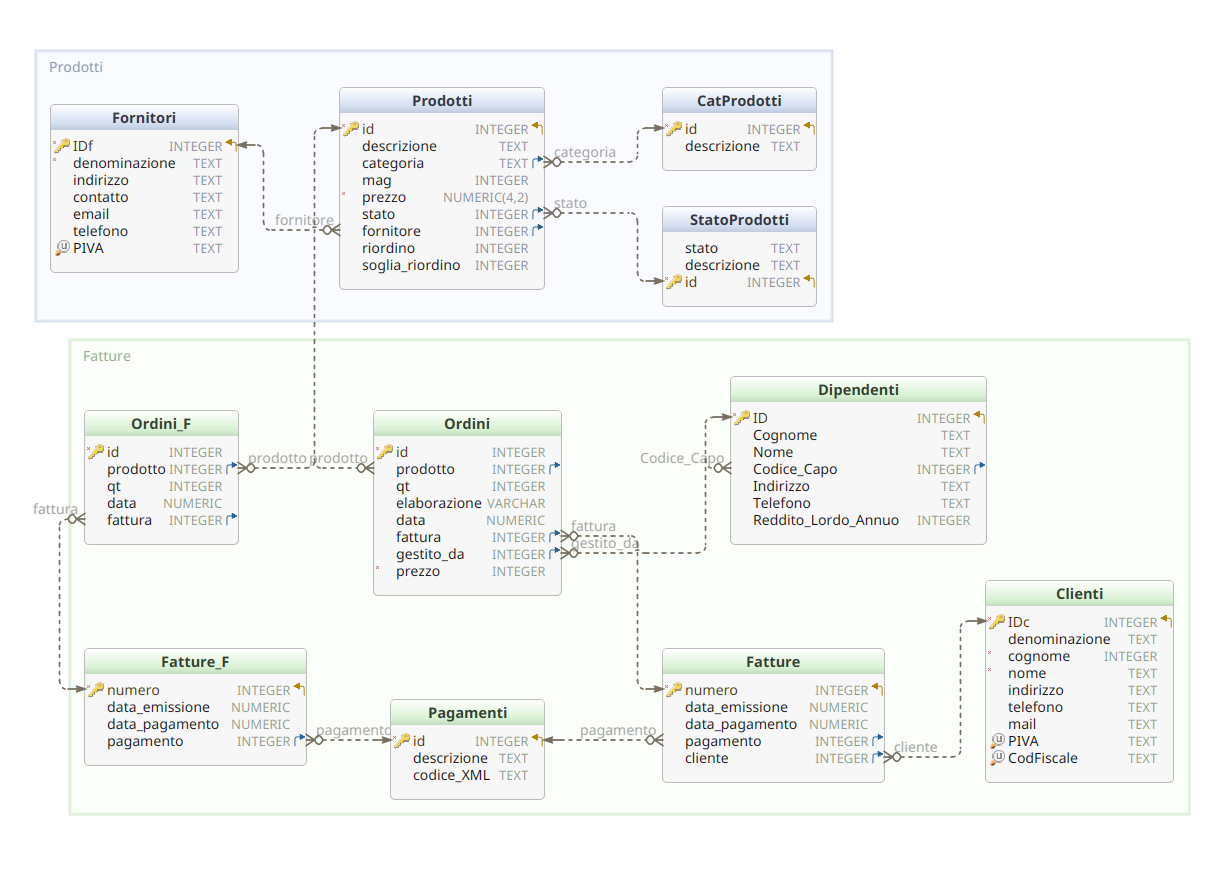 Prodotti
Fornitori
IDf INTEGER
denominazione TEXT
indirizzo TEXT
contatto TEXT
email TEXT
telefono TEXT
PIVA TEXT
fornitore
Prodotti
id INTEGER
descrizione TEXT
categoria TEXT
mag INTEGER
prezzo NUMERIC(4,2)
stato INTEGER
fornitore INTEGER
riordino INTEGER
soglia_riordino INTEGER
categoria
stato
CatProdotti
id INTEGER
descrizione TEXT
StatoProdotti
stato TEXT
descrizione TEXT
id INTEGER
Fatture
Ordini_F
id INTEGER
prodotto INTEGER
qt INTEGER
data NUMERIC
fattura INTEGER
prodotto
prodotto
fattura
Ordini
id INTEGER
prodotto INTEGER
qt INTEGER
elaborazione VARCHAR
data NUMERIC
fattura INTEGER
gestito_da INTEGER
prezzo INTEGER
fattura
gestito_da
Codice_Capo
Dipendenti
ID INTEGER
Cognome TEXT
Nome TEXT
Codice_Capo INTEGER
Indirizzo TEXT
Telefono TEXT
Reddito_Lordo_Annuo INTEGER
Fatture_F
numero INTEGER
data_emissione NUMERIC
data_pagamento NUMERIC
pagamento INTEGER
pagamento
Pagamenti
id INTEGER
descrizione TEXT
codice_XML TEXT
pagamento
Fatture
numero INTEGER
data_emissione NUMERIC
data_pagamento NUMERIC
pagamento INTEGER
cliente INTEGER
cliente
Clienti
IDc INTEGER
denominazione TEXT
cognome INTEGER
nome TEXT
indirizzo TEXT
telefono TEXT
mail TEXT
PIVA TEXT
CodFiscale TEXT